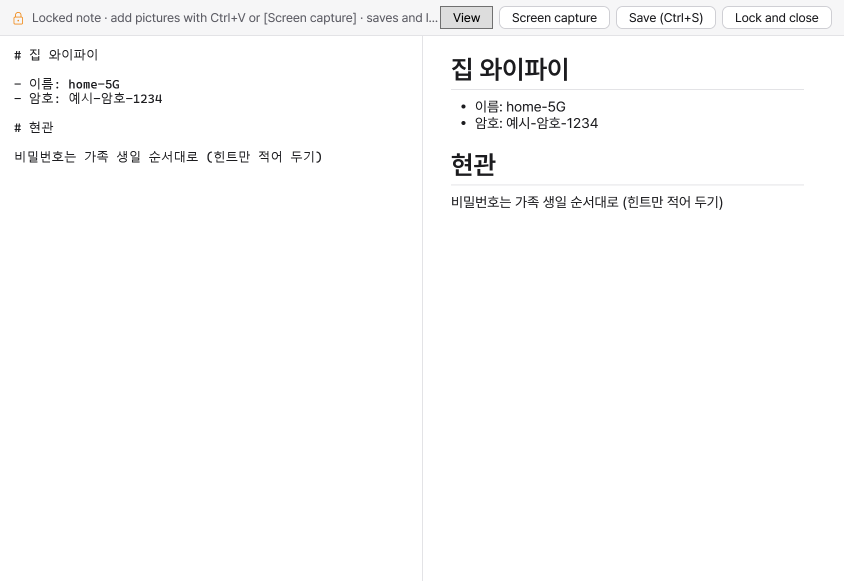 Locked note · add pictures with Ctrl+V or [Screen capture] · saves and l...
View
Screen capture
Save (Ctrl+S)
Lock and close
# 집 와이파이
- 이름: home-5G
- 암호: 예시-암호-1234
# 현관
비밀번호는 가족 생일 순서대로 (힌트만 적어 두기)
집 와이파이
• 이름: home-5G
• 암호: 예시-암호-1234
현관
비밀번호는 가족 생일 순서대로 (힌트만 적어 두기)